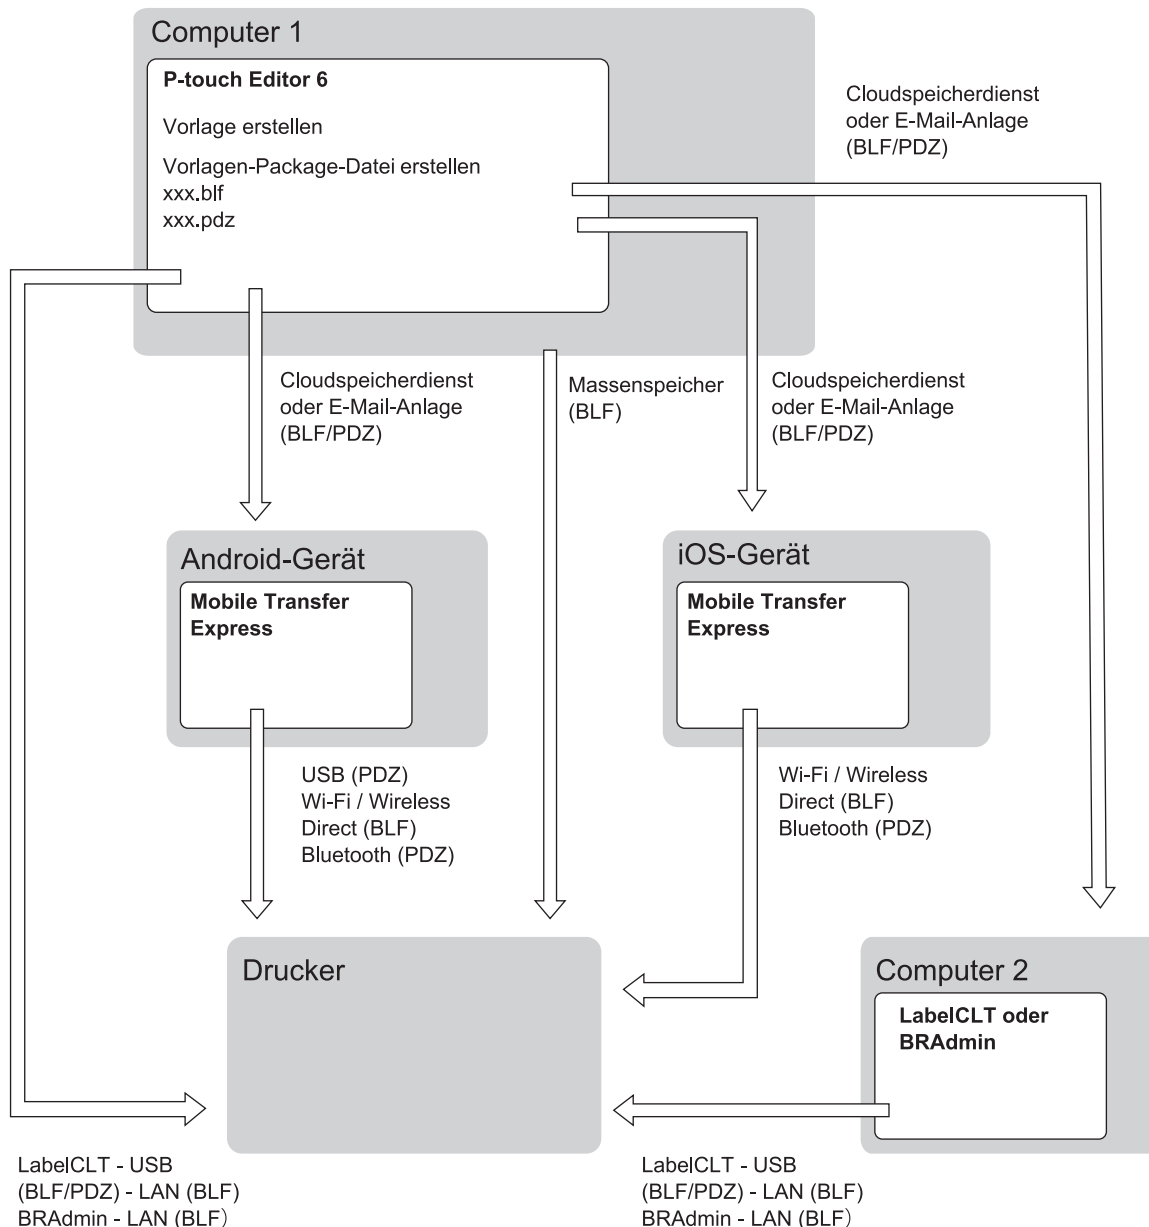 Computer 1
P-touch Editor 6
Vorlage erstellen
Vorlagen-Package-Datei erstellen
xxx.blf
xxx.pdz
Cloudspeicherdienst
oder E-Mail-Anlage
(BLF/PDZ)
Cloudspeicherdienst
oder E-Mail-Anlage
(BLF/PDZ)
Massenspeicher
(BLF)
Cloudspeicherdienst
oder E-Mail-Anlage
(BLF/PDZ)
Android-Gerät
Mobile Transfer
Express
iOS-Gerät
Mobile Transfer
Express
USB (PDZ)
Wi-Fi / Wireless
Direct (BLF)
Bluetooth (PDZ)
Wi-Fi / Wireless
Direct (BLF)
Bluetooth (PDZ)
Drucker
Computer 2
LabelCLT oder
BRAdmin
LabelCLT - USB
(BLF/PDZ) - LAN (BLF)
BRAdmin - LAN (BLF)
LabelCLT - USB
(BLF/PDZ) - LAN (BLF)
BRAdmin - LAN (BLF)